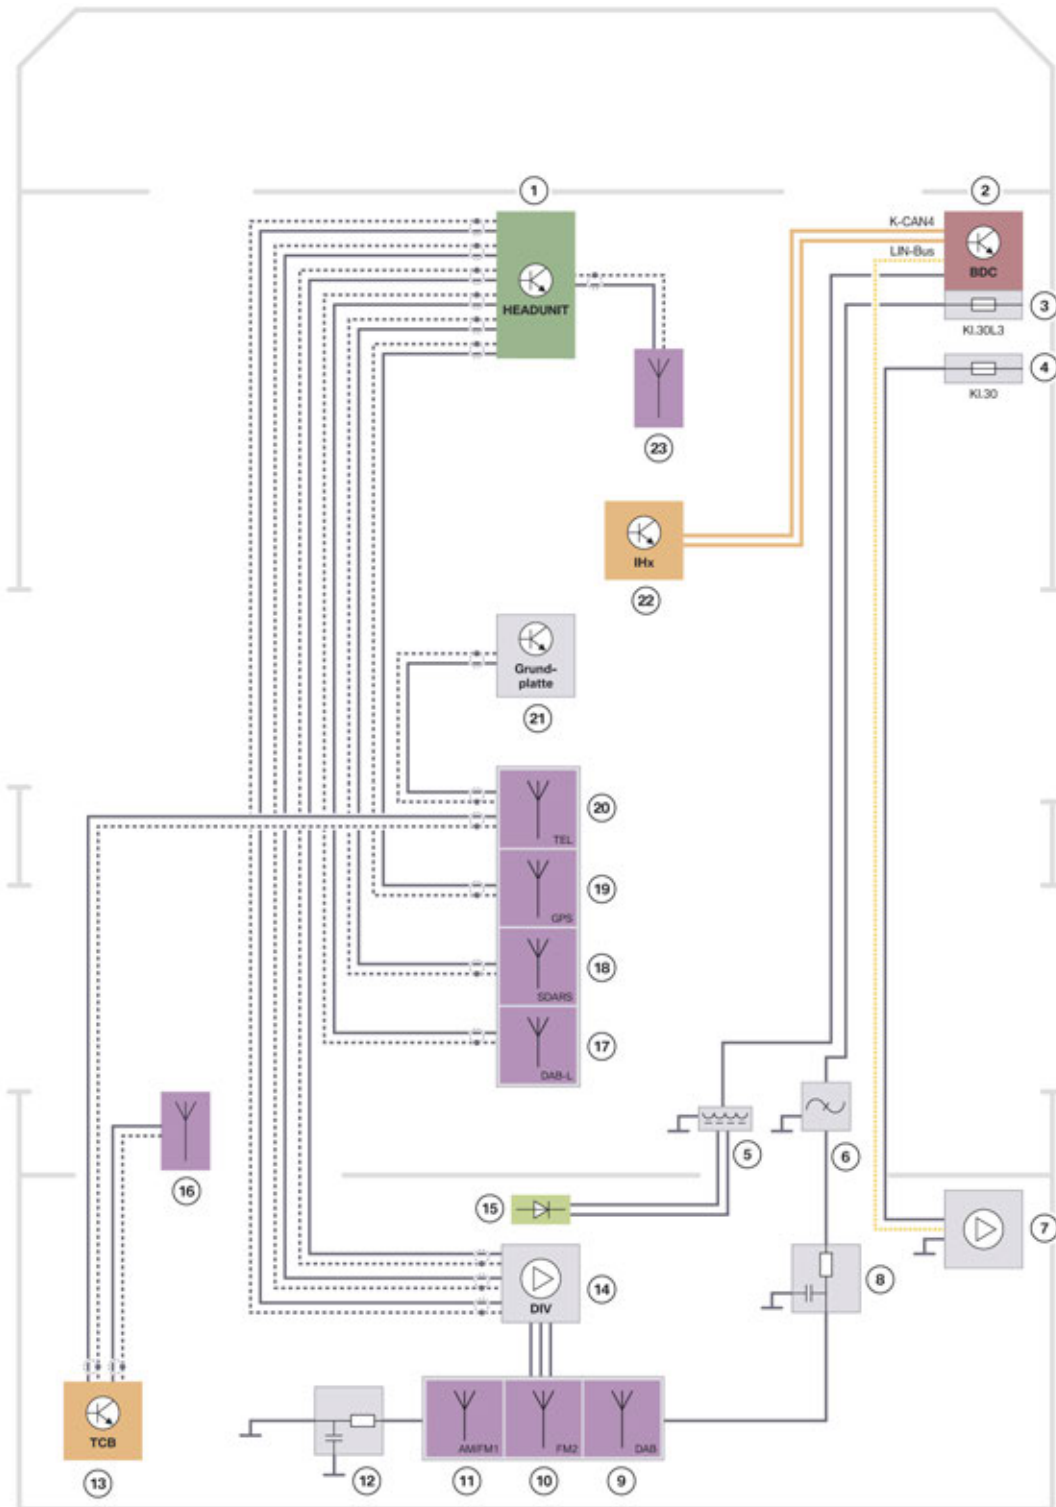 1
2
K-CAN4
LIN-Bus
BDC
HEADUNIT
3
Kl.30L3
4
Kl.30
23
IHx
22
Grund-
platte
21
20
TEL
19
GPS
18
SDARS
17
DAB-L
5
6
16
15
7
14
8
DIV
TCB
AM/FM1
FM2
DAB
13
12
11
10
9